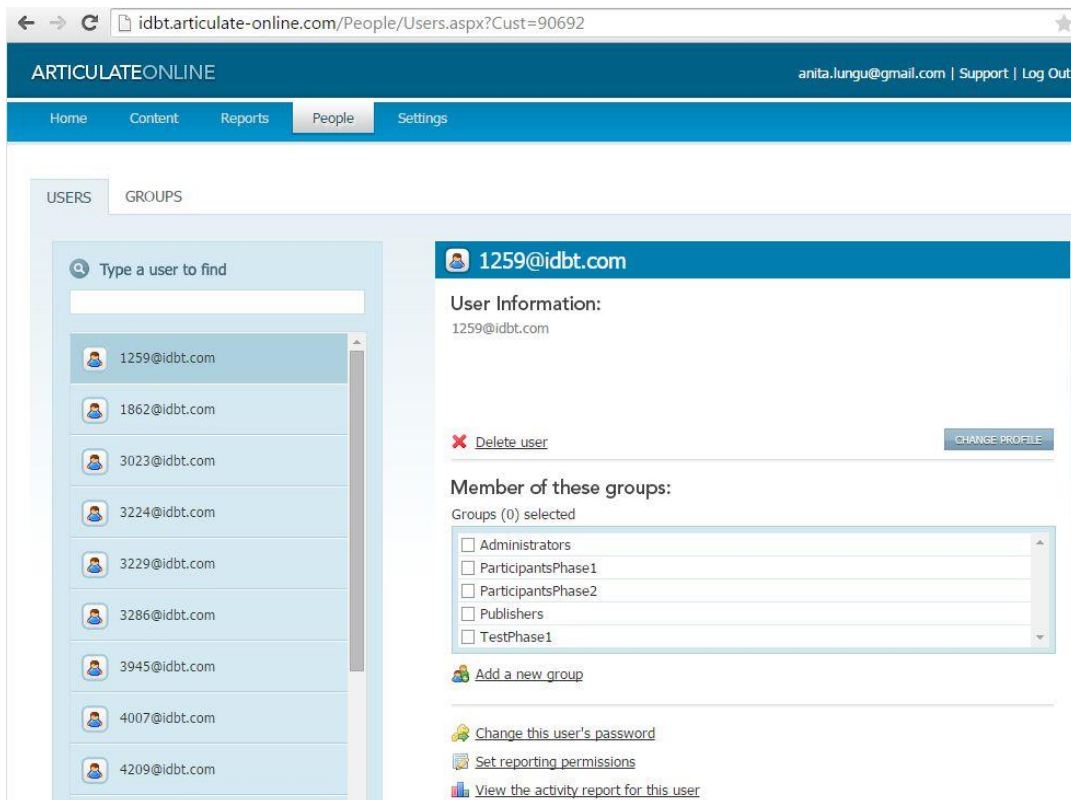 idbt.articulate-online.com/People/Users.aspx?Cust=90692
ARTICULATEONLINE
anita.lungu@gmail.com | Support | Log Out
Home Content Reports People Settings
USERS GROUPS
Type a user to find
1259@idbt.com
1862@idbt.com
3023@idbt.com
3224@idbt.com
3229@idbt.com
3286@idbt.com
3945@idbt.com
4007@idbt.com
4209@idbt.com
1259@idbt.com
User Information:
1259@idbt.com
Delete user
CHANGE PROFILE
Member of these groups:
Groups (0) selected
Administrators
ParticipantsPhase1
ParticipantsPhase2
Publishers
TestPhase1
Add a new group
Change this user's password
Set reporting permissions
View the activity report for this user